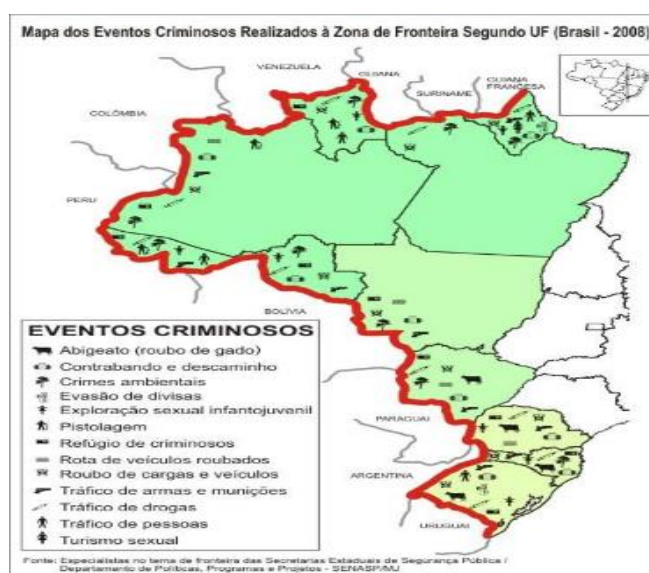 Mapa dos Eventos Criminosos Realizados à Zona de Fronteira Segundo UF (Brasil - 2008)
VENEZUELA
GUIANA
SURINAME
GUIANA
FRANCESA
COLÔMBIA
PERU
BOLÍVIA
PARAGUAI
ARGENTINA
URUGUAI
EVENTOS CRIMINOSOS
Abigeato (roubo de gado)
Contrabando e descaminho
Crimes ambientais
Evasão de divisas
Exploração sexual infantojuvenil
Pistolagem
Refúgio de criminosos
Rota de veículos roubados
Roubo de cargas e veículos
Tráfico de armas e munições
Tráfico de drogas
Tráfico de pessoas
Turismo sexual
Fonte: Especialistas no tema de fronteira das Secretarias Estaduais de Segurança Pública /
Departamento de Políticas, Programas e Projetos - SENASP/MJ